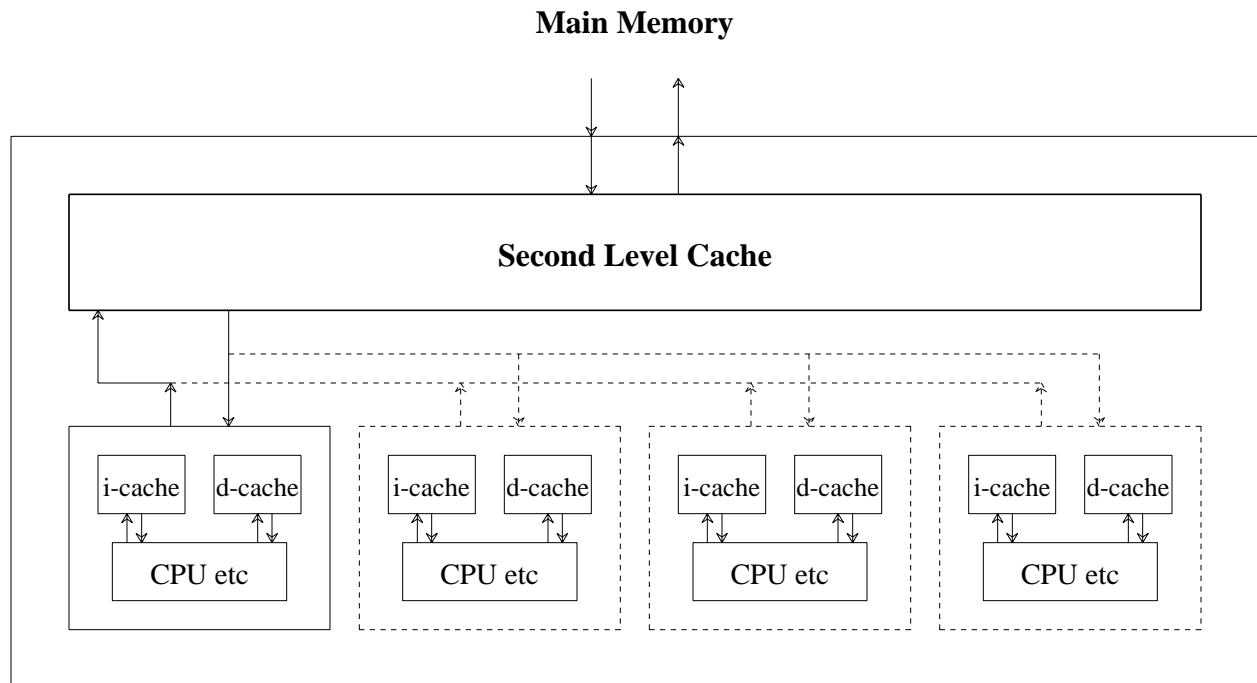 Main Memory
Second Level Cache
i-cache d-cache i-cache d-cache i-cache d-cache i-cache d-cache
CPU etc CPU etc CPU etc CPU etc